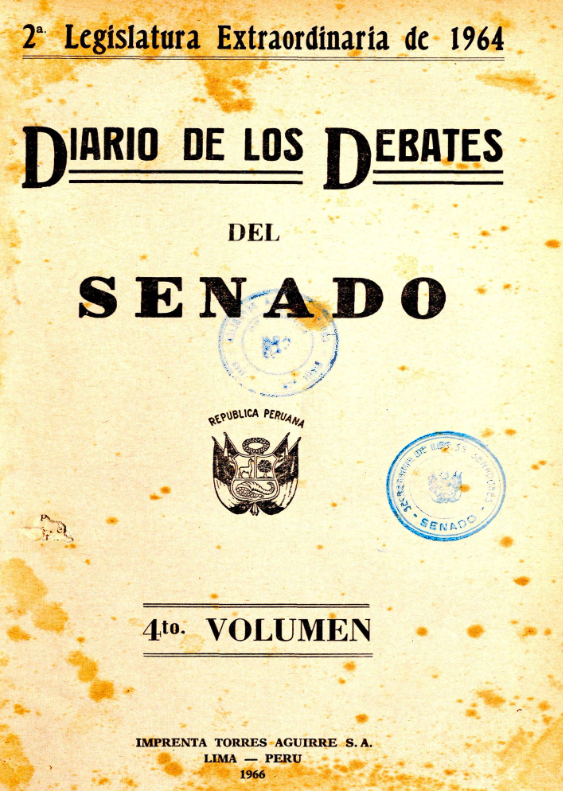 2ª. Legislatura Extraordinaria de 1964
DIARIO DE LOS DEBATES
DEL
SENADO
REPUBLICA PERUANA
SENADO
4to. VOLUMEN
IMPRENTA TORRES AGUIRRE S. A.
LIMA — PERU
1966